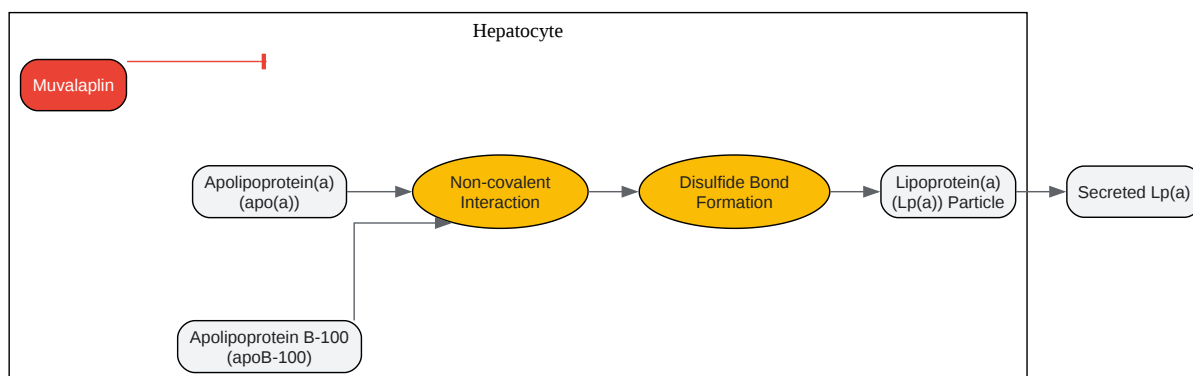 Hepatocyte
Muvalaplin
Apolipoprotein(a)
(apo(a))
Non-covalent
Interaction
Disulfide Bond
Formation
Lipoprotein(a)
(Lp(a)) Particle
Secreted Lp(a)
Apolipoprotein B-100
(apoB-100)